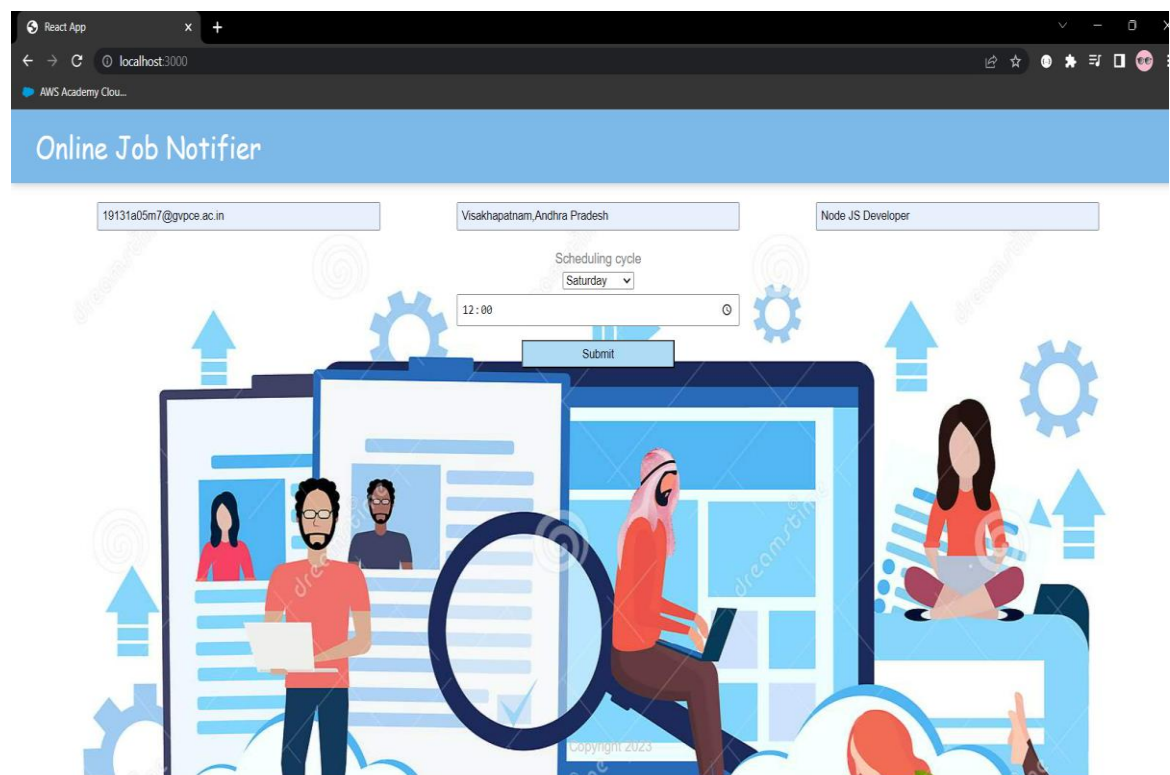 React App
localhost:3000
AWS Academy Clou...
Online Job Notifier
19131a05m7@gvpce.ac.in
Visakhapatnam,Andhra Pradesh
Node JS Developer
Scheduling cycle
Saturday
12:00
Submit
dreamstime
Copyright 2023